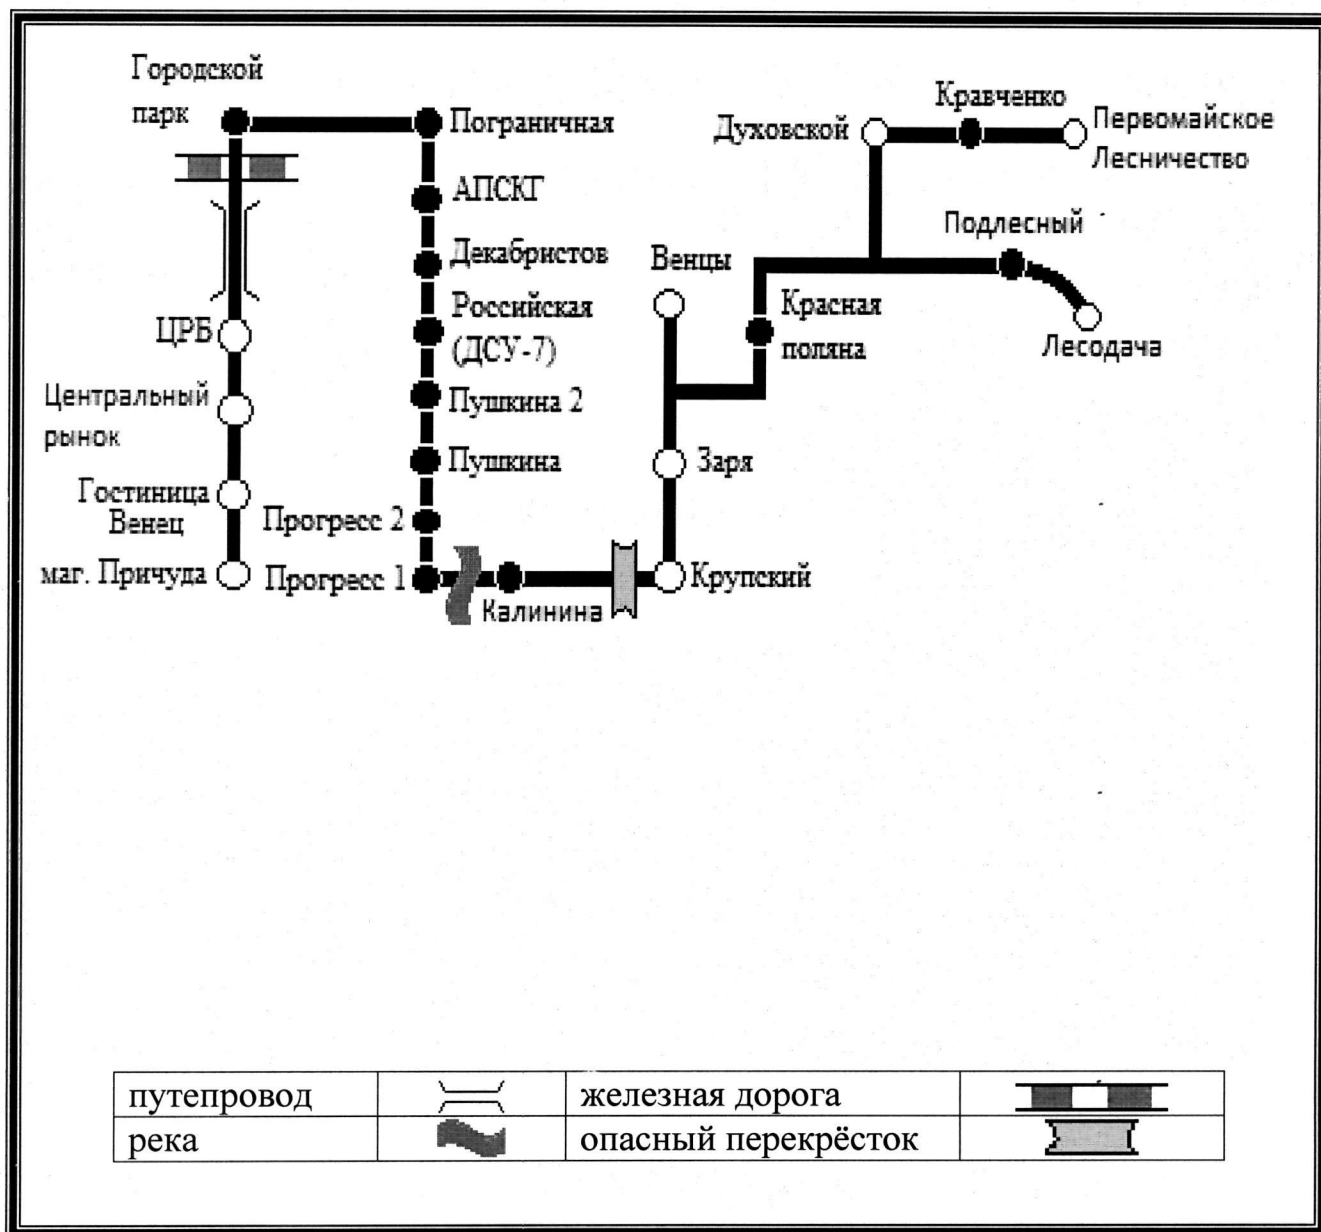 Городской
парк
Пограничная
АПСКГ
Декабристов
Российская
(ДСУ-7)
Пушкина 2
Пушкина
Прогресс 2
Прогресс 1
ЦРБ
Центральный
рынок
Гостиница
Венец
маг. Причуда
Калинина
Крупский
Заря
Венцы
Красная
поляна
Духовской
Кравченко
Первомайское
Лесничество
Подлесный
Лесодача
путепровод
железная дорога
река
опасный перекрёсток